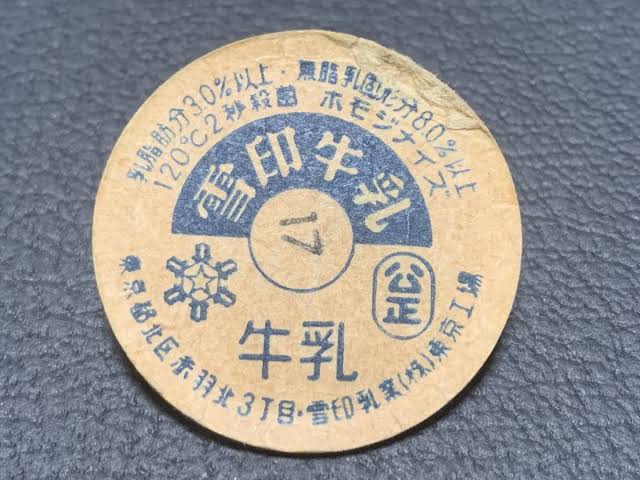 乳脂肪分3.0%以上・無脂乳固形分8.0%以上
120℃2秒殺菌 ホモジナイズ
雪印牛乳
17
公正
牛乳
東京都北区赤羽北3丁目・雪印乳業(株)東京工場